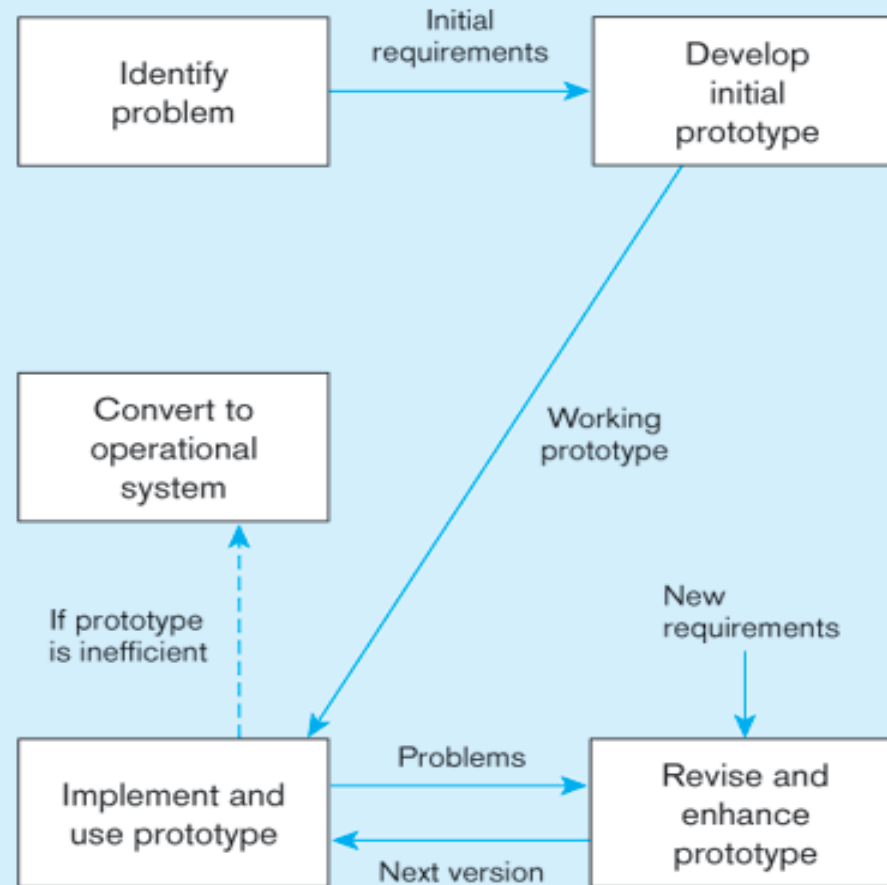 Identify
problem
Initial
requirements
Develop
initial
prototype
Convert to
operational
system
Working
prototype
If prototype
is inefficient
New
requirements
Implement and
use prototype
Problems
Next version
Revise and
enhance
prototype